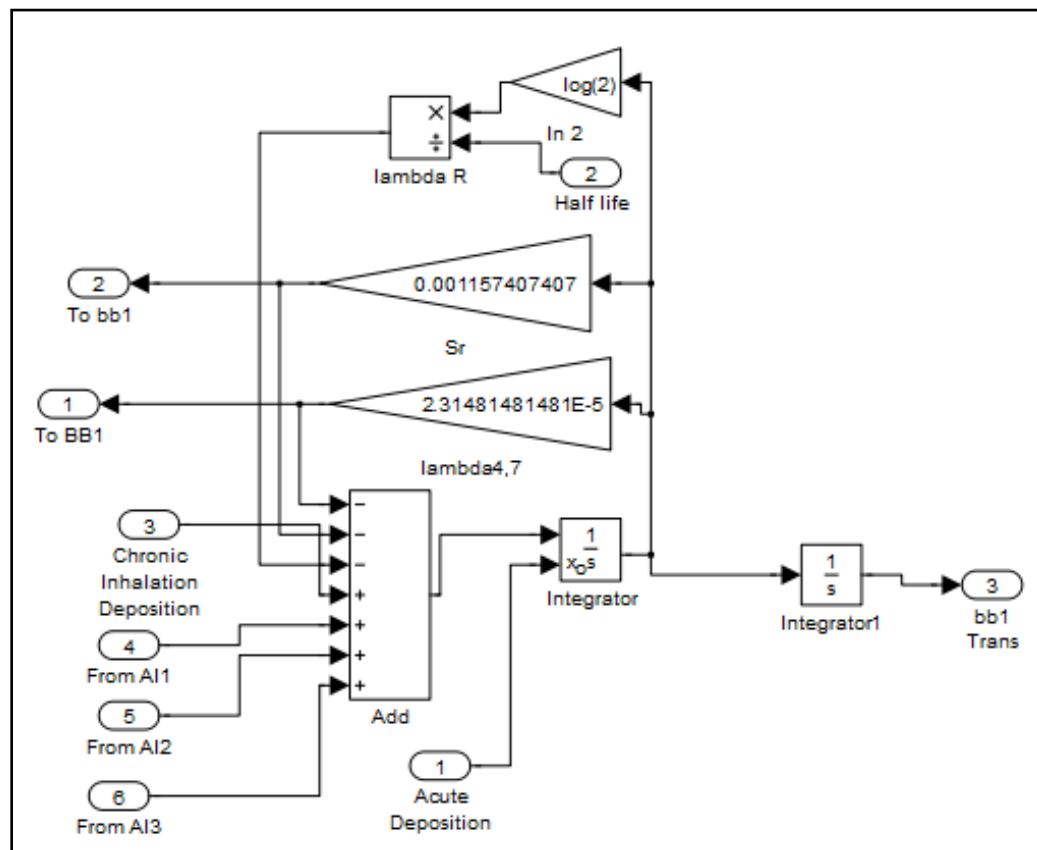 log(2)
×
÷
ln 2
lambda R
2
Half life
2
To bb1
0.001157407407
Sr
1
To BB1
2.31481481481E-5
lambda4,7
3
Chronic
Inhalation
Deposition
4
From AI1
5
From AI2
6
From AI3
−
−
−
+
+
+
+
Add
1
Acute
Deposition
1
s
xo
Integrator
1
s
Integrator1
3
bb1
Trans